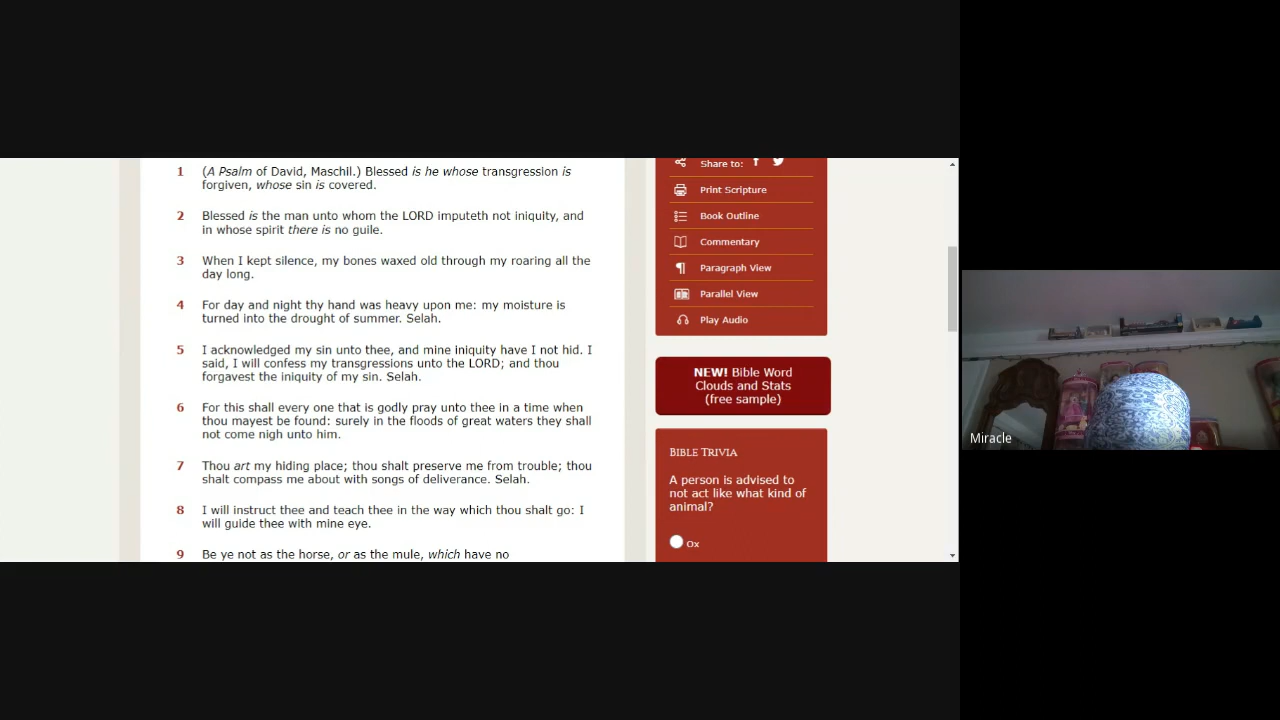 1 (A Psalm of David, Maschil.) Blessed is he whose transgression is
forgiven, whose sin is covered.
2 Blessed is the man unto whom the LORD imputeth not iniquity, and
in whose spirit there is no guile.
3 When I kept silence, my bones waxed old through my roaring all the
day long.
4 For day and night thy hand was heavy upon me: my moisture is
turned into the drought of summer. Selah.
5 I acknowledged my sin unto thee, and mine iniquity have I not hid. I
said, I will confess my transgressions unto the LORD; and thou
forgavest the iniquity of my sin. Selah.
6 For this shall every one that is godly pray unto thee in a time when
thou mayest be found: surely in the floods of great waters they shall
not come nigh unto him.
7 Thou art my hiding place; thou shalt preserve me from trouble; thou
shalt compass me about with songs of deliverance. Selah.
8 I will instruct thee and teach thee in the way which thou shalt go: I
will guide thee with mine eye.
9 Be ye not as the horse, or as the mule, which have no
Share to:
Print Scripture
Book Outline
Commentary
Paragraph View
Parallel View
Play Audio
NEW! Bible Word
Clouds and Stats
(free sample)
BIBLE TRIVIA
A person is advised to
not act like what kind of
animal?
Ox
Miracle